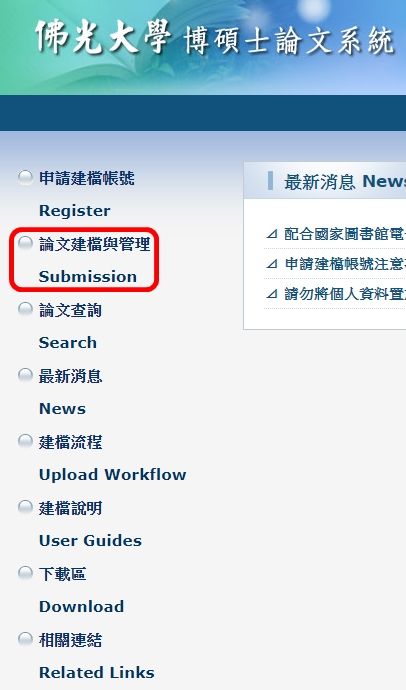 佛光大學 博碩士論文系統
申請建檔帳號
Register
論文建檔與管理
Submission
論文查詢
Search
最新消息
News
建檔流程
Upload Workflow
建檔說明
User Guides
下載區
Download
相關連結
Related Links
最新消息 News
配合國家圖書館電
申請建檔帳號注意
請勿將個人資料置